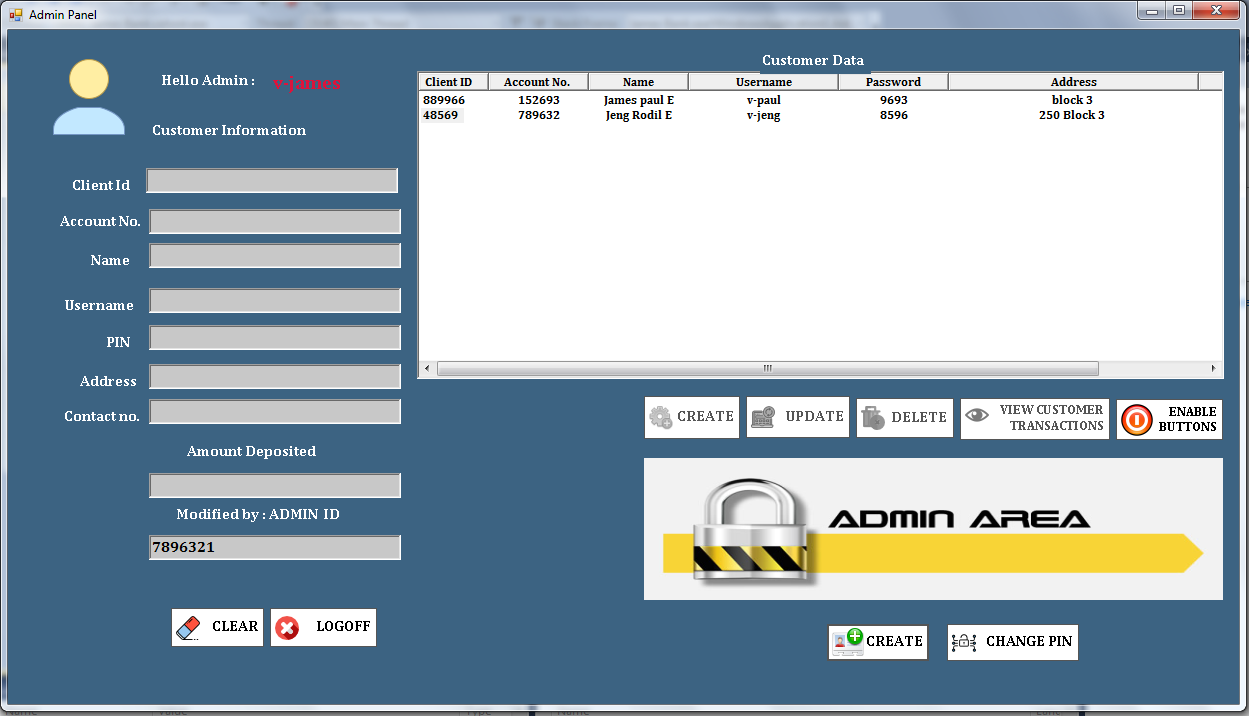 Admin Panel
Hello Admin :
v-james
Customer Information
Client Id
Account No.
Name
Username
PIN
Address
Contact no.
Amount Deposited
Modified by : ADMIN ID
7896321
CLEAR
LOGOFF
Customer Data
Client ID Account No. Name Username Password Address
889966 152693 James paul E v-paul 9693 block 3
48569 789632 Jeng Rodil E v-jeng 8596 250 Block 3
CREATE
UPDATE
DELETE
VIEW CUSTOMER
TRANSACTIONS
ENABLE
BUTTONS
ADMIN AREA
CREATE
CHANGE PIN